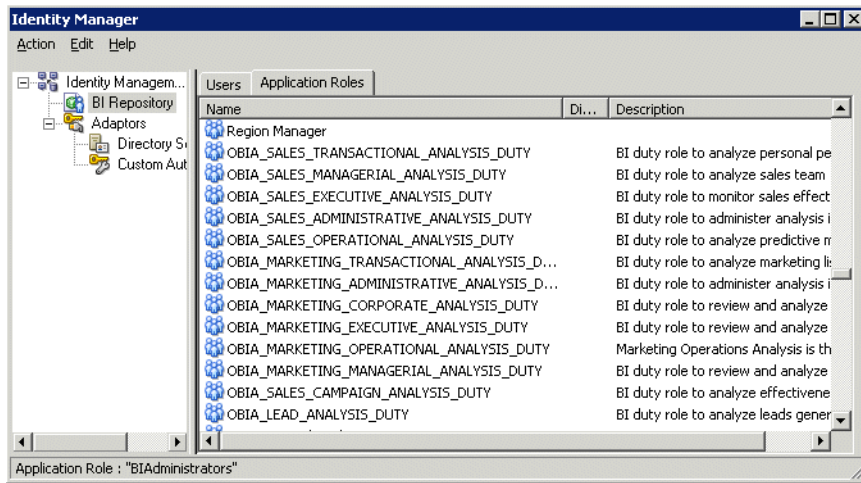 Identity Manager
Action Edit Help
Identity Managem...
BI Repository
Adaptors
Directory Se
Custom Aut
Users Application Roles
Name Di... Description
Region Manager
OBIA_SALES_TRANSACTIONAL_ANALYSIS_DUTY BI duty role to analyze personal pe
OBIA_SALES_MANAGERIAL_ANALYSIS_DUTY BI duty role to analyze sales team
OBIA_SALES_EXECUTIVE_ANALYSIS_DUTY BI duty role to monitor sales effect
OBIA_SALES_ADMINISTRATIVE_ANALYSIS_DUTY BI duty role to administer analysis i
OBIA_SALES_OPERATIONAL_ANALYSIS_DUTY BI duty role to analyze predictive m
OBIA_MARKETING_TRANSACTIONAL_ANALYSIS_D... BI duty role to analyze marketing lis
OBIA_MARKETING_ADMINISTRATIVE_ANALYSIS_D... BI duty role to administer analysis i
OBIA_MARKETING_CORPORATE_ANALYSIS_DUTY BI duty role to review and analyze
OBIA_MARKETING_EXECUTIVE_ANALYSIS_DUTY BI duty role to review and analyze
OBIA_MARKETING_OPERATIONAL_ANALYSIS_DUTY Marketing Operations Analysis is th
OBIA_MARKETING_MANAGERIAL_ANALYSIS_DUTY BI duty role to review and analyze
OBIA_SALES_CAMPAIGN_ANALYSIS_DUTY BI duty role to analyze effectivene
OBIA_LEAD_ANALYSIS_DUTY BI duty role to analyze leads gener
Application Role : "BIAdministrators"